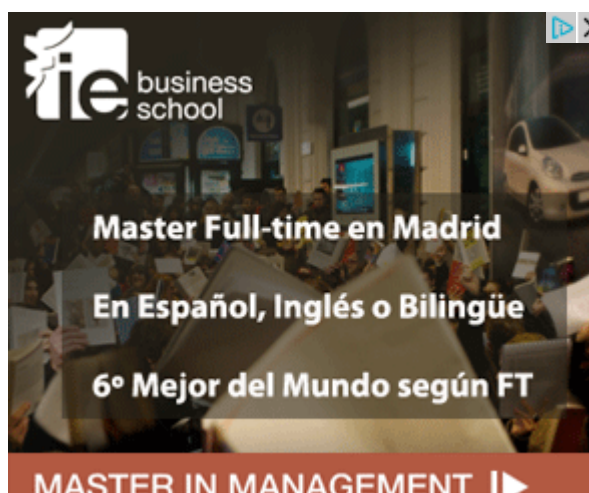 ie business
school
Master Full-time en Madrid
En Español, Inglés o Bilingüe
6º Mejor del Mundo según FT
MASTER IN MANAGEMENT